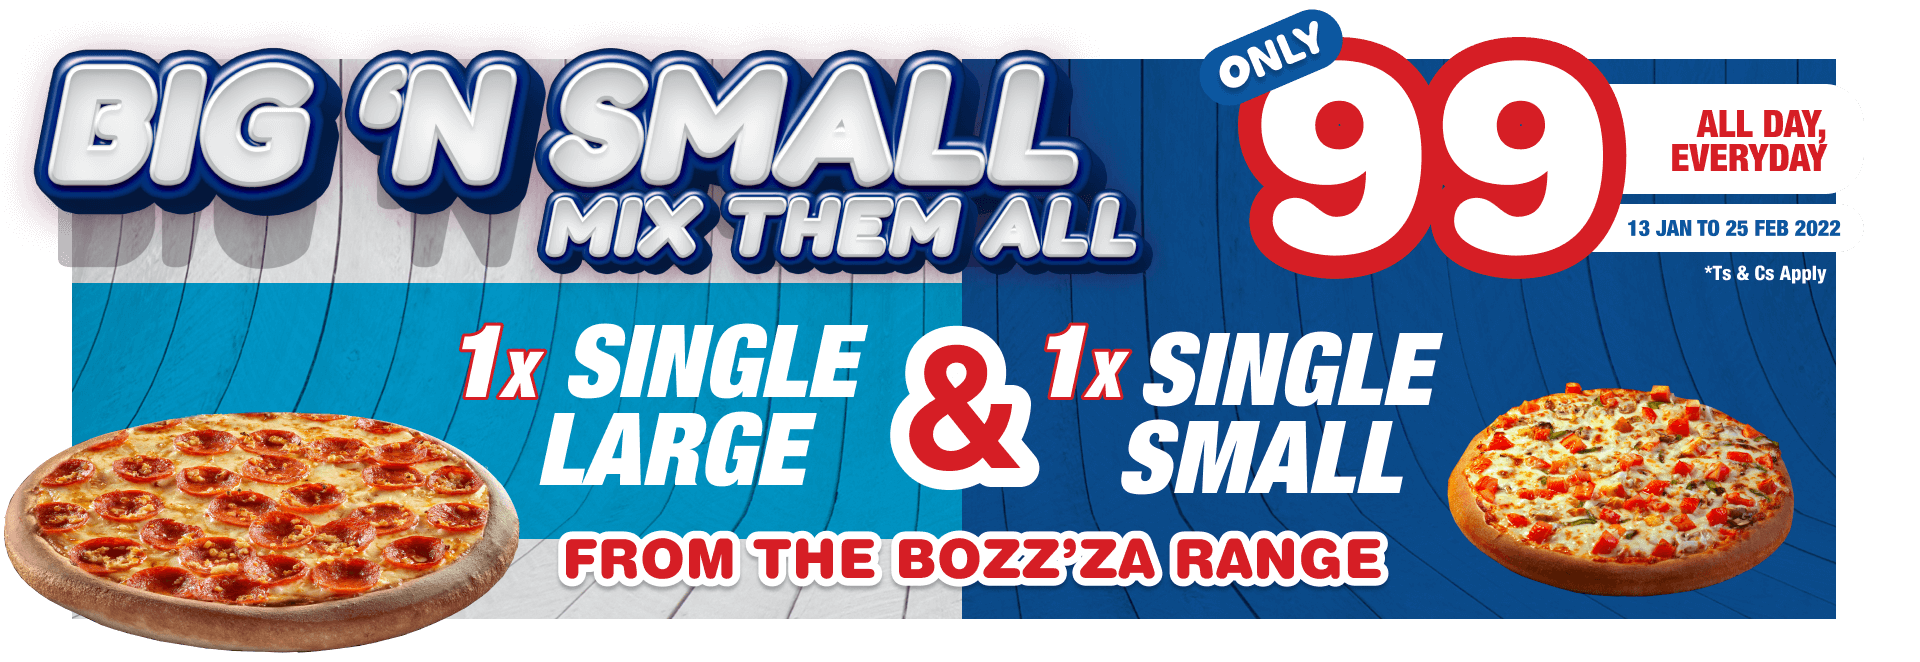 BIG 'N SMALL
MIX THEM ALL
ONLY
99
ALL DAY,
EVERYDAY
13 JAN TO 25 FEB 2022
*Ts & Cs Apply
1x SINGLE
LARGE
&
1x SINGLE
SMALL
FROM THE BOZZ'ZA RANGE